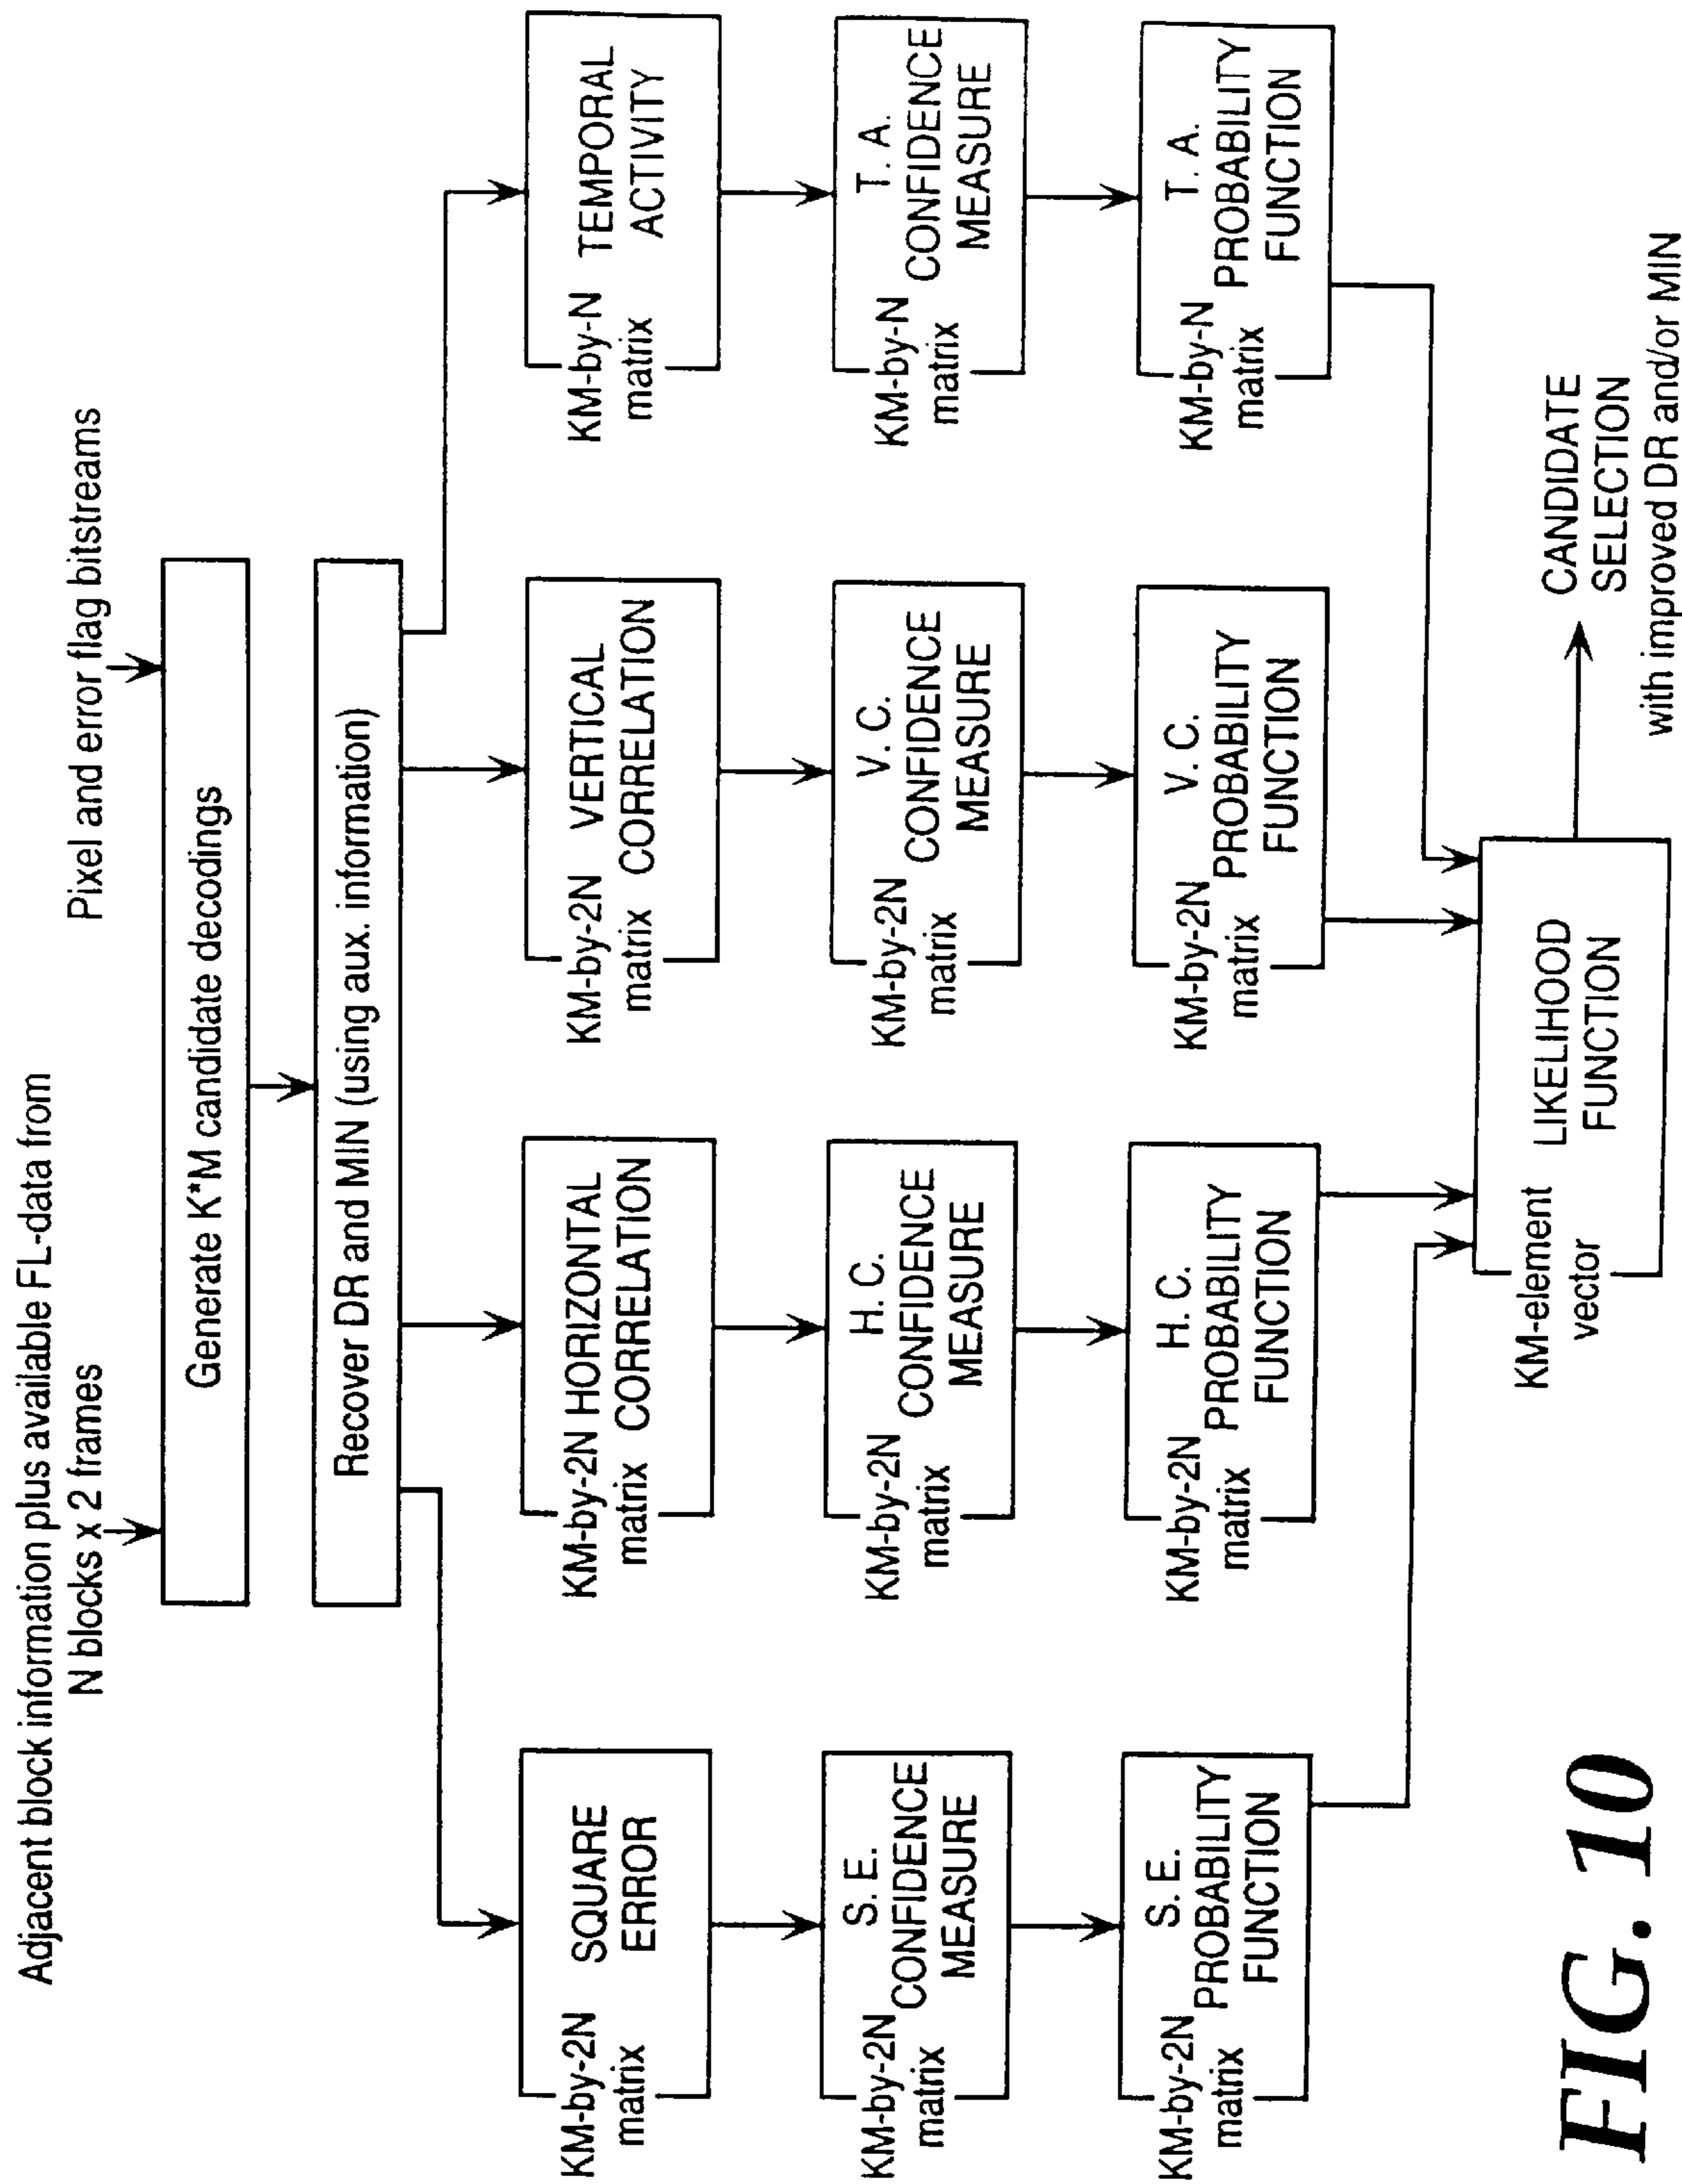 Adjacent block information plus available FL-data from
N blocks x 2 frames
Pixel and error flag bitstreams
Generate K*M candidate decodings
Recover DR and MIN (using aux. information)
KM-by-2N
matrix
SQUARE
ERROR
KM-by-2N
matrix
HORIZONTAL
CORRELATION
KM-by-2N
matrix
VERTICAL
CORRELATION
KM-by-N
matrix
TEMPORAL
ACTIVITY
KM-by-2N
matrix
S. E.
CONFIDENCE
MEASURE
KM-by-2N
matrix
H. C.
CONFIDENCE
MEASURE
KM-by-2N
matrix
V. C.
CONFIDENCE
MEASURE
KM-by-N
matrix
T. A.
CONFIDENCE
MEASURE
KM-by-2N
matrix
S. E.
PROBABILITY
FUNCTION
KM-by-2N
matrix
H. C.
PROBABILITY
FUNCTION
KM-by-2N
matrix
V. C.
PROBABILITY
FUNCTION
KM-by-N
matrix
T. A.
PROBABILITY
FUNCTION
KM-element
vector
LIKELIHOOD
FUNCTION
CANDIDATE
SELECTION
with improved DR and/or MIN
FIG. 10